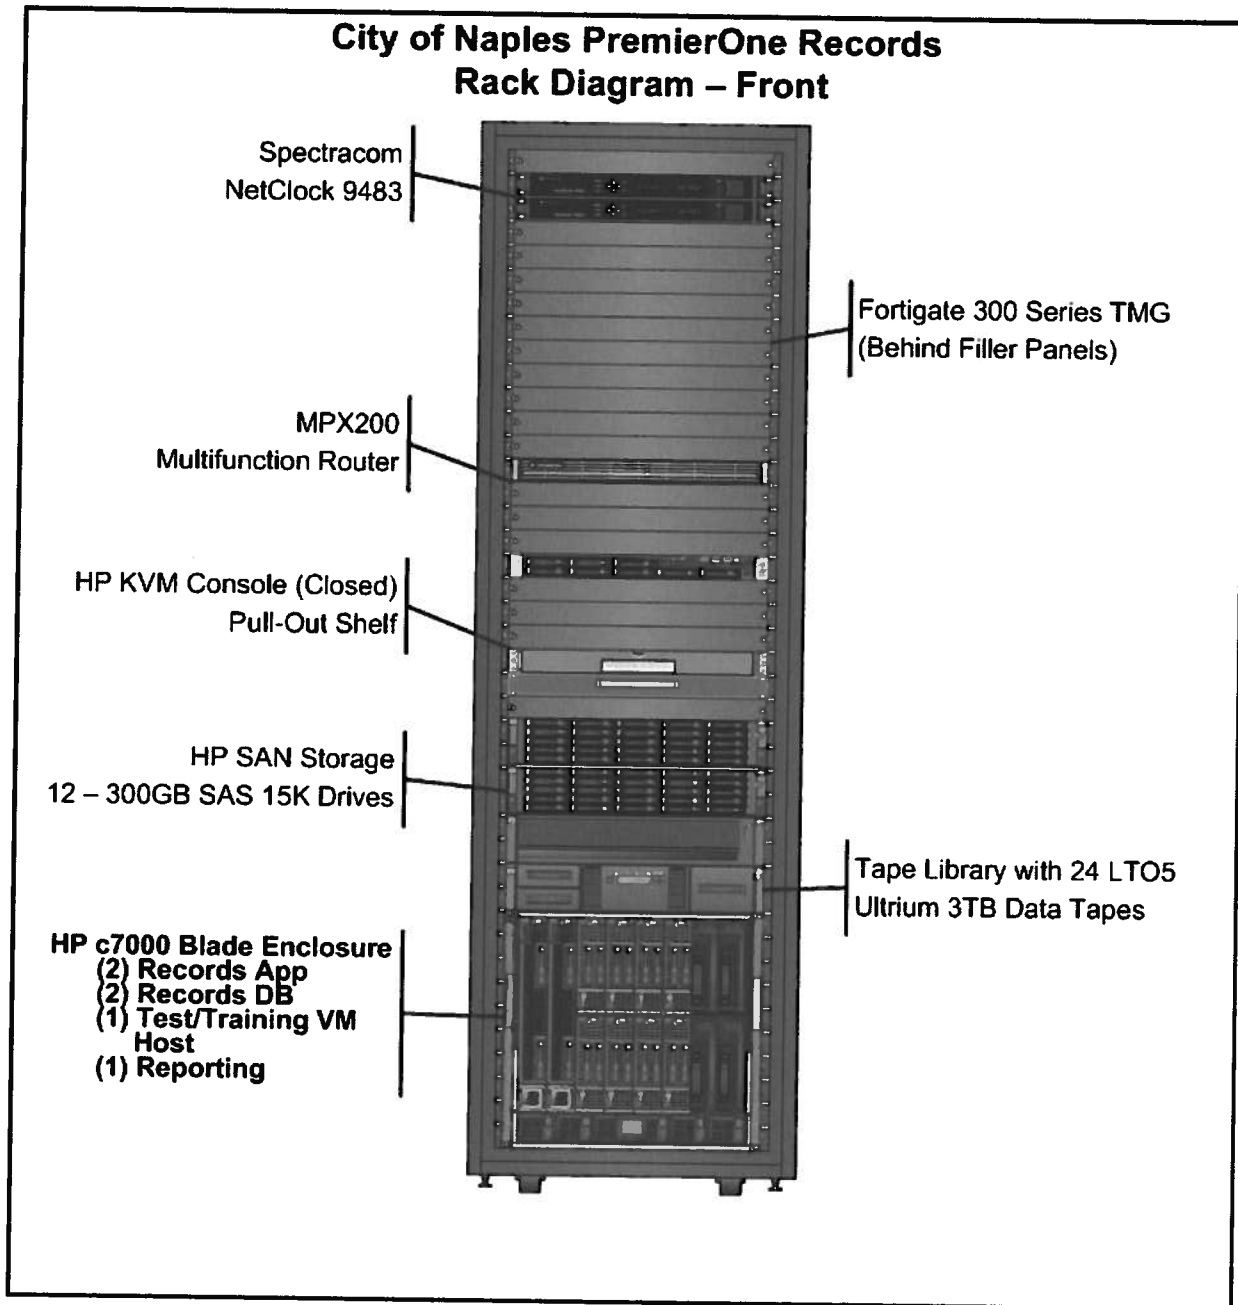 City of Naples PremierOne Records
Rack Diagram – Front
Spectracom
NetClock 9483
Fortigate 300 Series TMG
(Behind Filler Panels)
MPX200
Multifunction Router
HP KVM Console (Closed)
Pull-Out Shelf
HP SAN Storage
12 – 300GB SAS 15K Drives
Tape Library with 24 LTO5
Ultrium 3TB Data Tapes
HP c7000 Blade Enclosure
(2) Records App
(2) Records DB
(1) Test/Training VM
Host
(1) Reporting